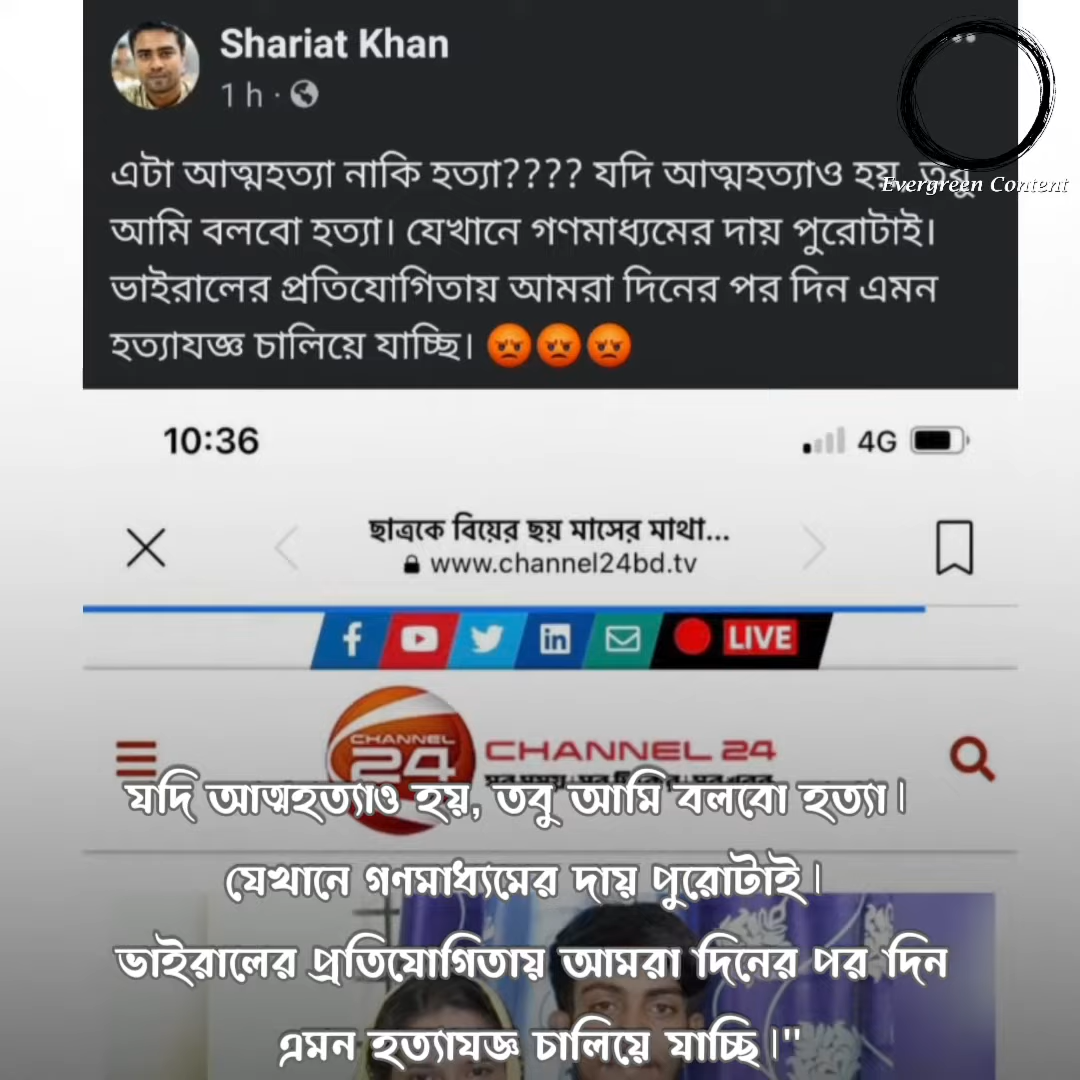 Shariat Khan
1 h
এটা আত্মহত্যা নাকি হত্যা???? যদি আত্মহত্যাও হয়, তবু
Evergreen Content
আমি বলবো হত্যা। যেখানে গণমাধ্যমের দায় পুরোটাই।
ভাইরালের প্রতিযোগিতায় আমরা দিনের পর দিন এমন
হত্যাযজ্ঞ চালিয়ে যাচ্ছি। 😡😡😡
10:36
4G
ছাত্রকে বিয়ের ছয় মাসের মাথা...
www.channel24bd.tv
LIVE
CHANNEL 24
CHANNEL 24
যদি আত্মহত্যাও হয়, তবু আমি বলবো হত্যা।
যেখানে গণমাধ্যমের দায় পুরোটাই।
ভাইরালের প্রতিযোগিতায় আমরা দিনের পর দিন
এমন হত্যাযজ্ঞ চালিয়ে যাচ্ছি।"